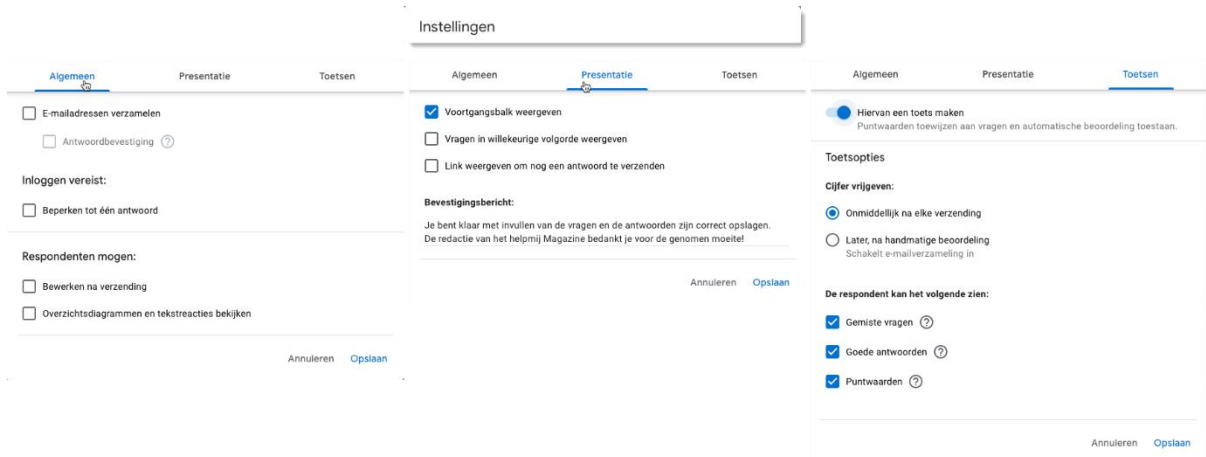 Instellingen
Algemeen Presentatie Toetsen
E-mailadressen verzamelen
Antwoordbevestiging
Inloggen vereist:
Beperken tot één antwoord
Respondenten mogen:
Bewerken na verzending
Overzichtsdiagrammen en tekstreacties bekijken
Annuleren Opslaan
Algemeen Presentatie Toetsen
Voortgangsbalk weergeven
Vragen in willekeurige volgorde weergeven
Link weergeven om nog een antwoord te verzenden
Bevestigingsbericht:
Je bent klaar met invullen van de vragen en de antwoorden zijn correct opslagen.
De redactie van het helpmij Magazine bedankt je voor de genomen moeite!
Annuleren Opslaan
Algemeen Presentatie Toetsen
Hiervan een toets maken
Puntwaarden toewijzen aan vragen en automatische beoordeling toestaan.
Toetsopties
Cijfer vrijgeven:
Onmiddellijk na elke verzending
Later, na handmatige beoordeling
Schakelt e-mailverzameling in
De respondent kan het volgende zien:
Gemiste vragen
Goede antwoorden
Puntwaarden
Annuleren Opslaan